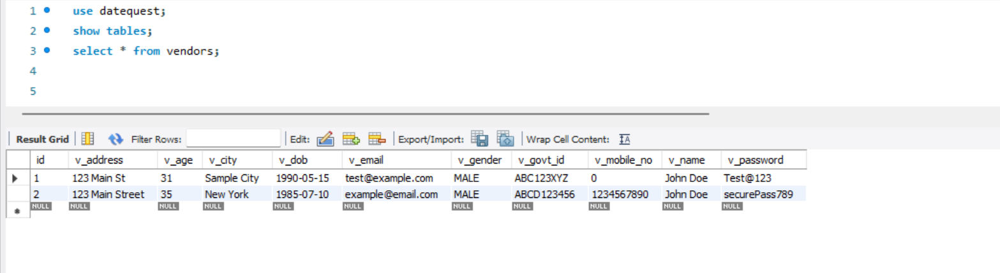 1 use datequest;
2 show tables;
3 select * from vendors;
4
5
Result Grid Filter Rows: Edit: Export/Import: Wrap Cell Content: IA
id v_address v_age v_city v_dob v_email v_gender v_govt_id v_mobile_no v_name v_password
1 123 Main St 31 Sample City 1990-05-15 test@example.com MALE ABC123XYZ 0 John Doe Test@123
2 123 Main Street 35 New York 1985-07-10 example@email.com MALE ABCD123456 1234567890 John Doe securePass789
NULL NULL NULL NULL NULL NULL NULL NULL NULL NULL NULL